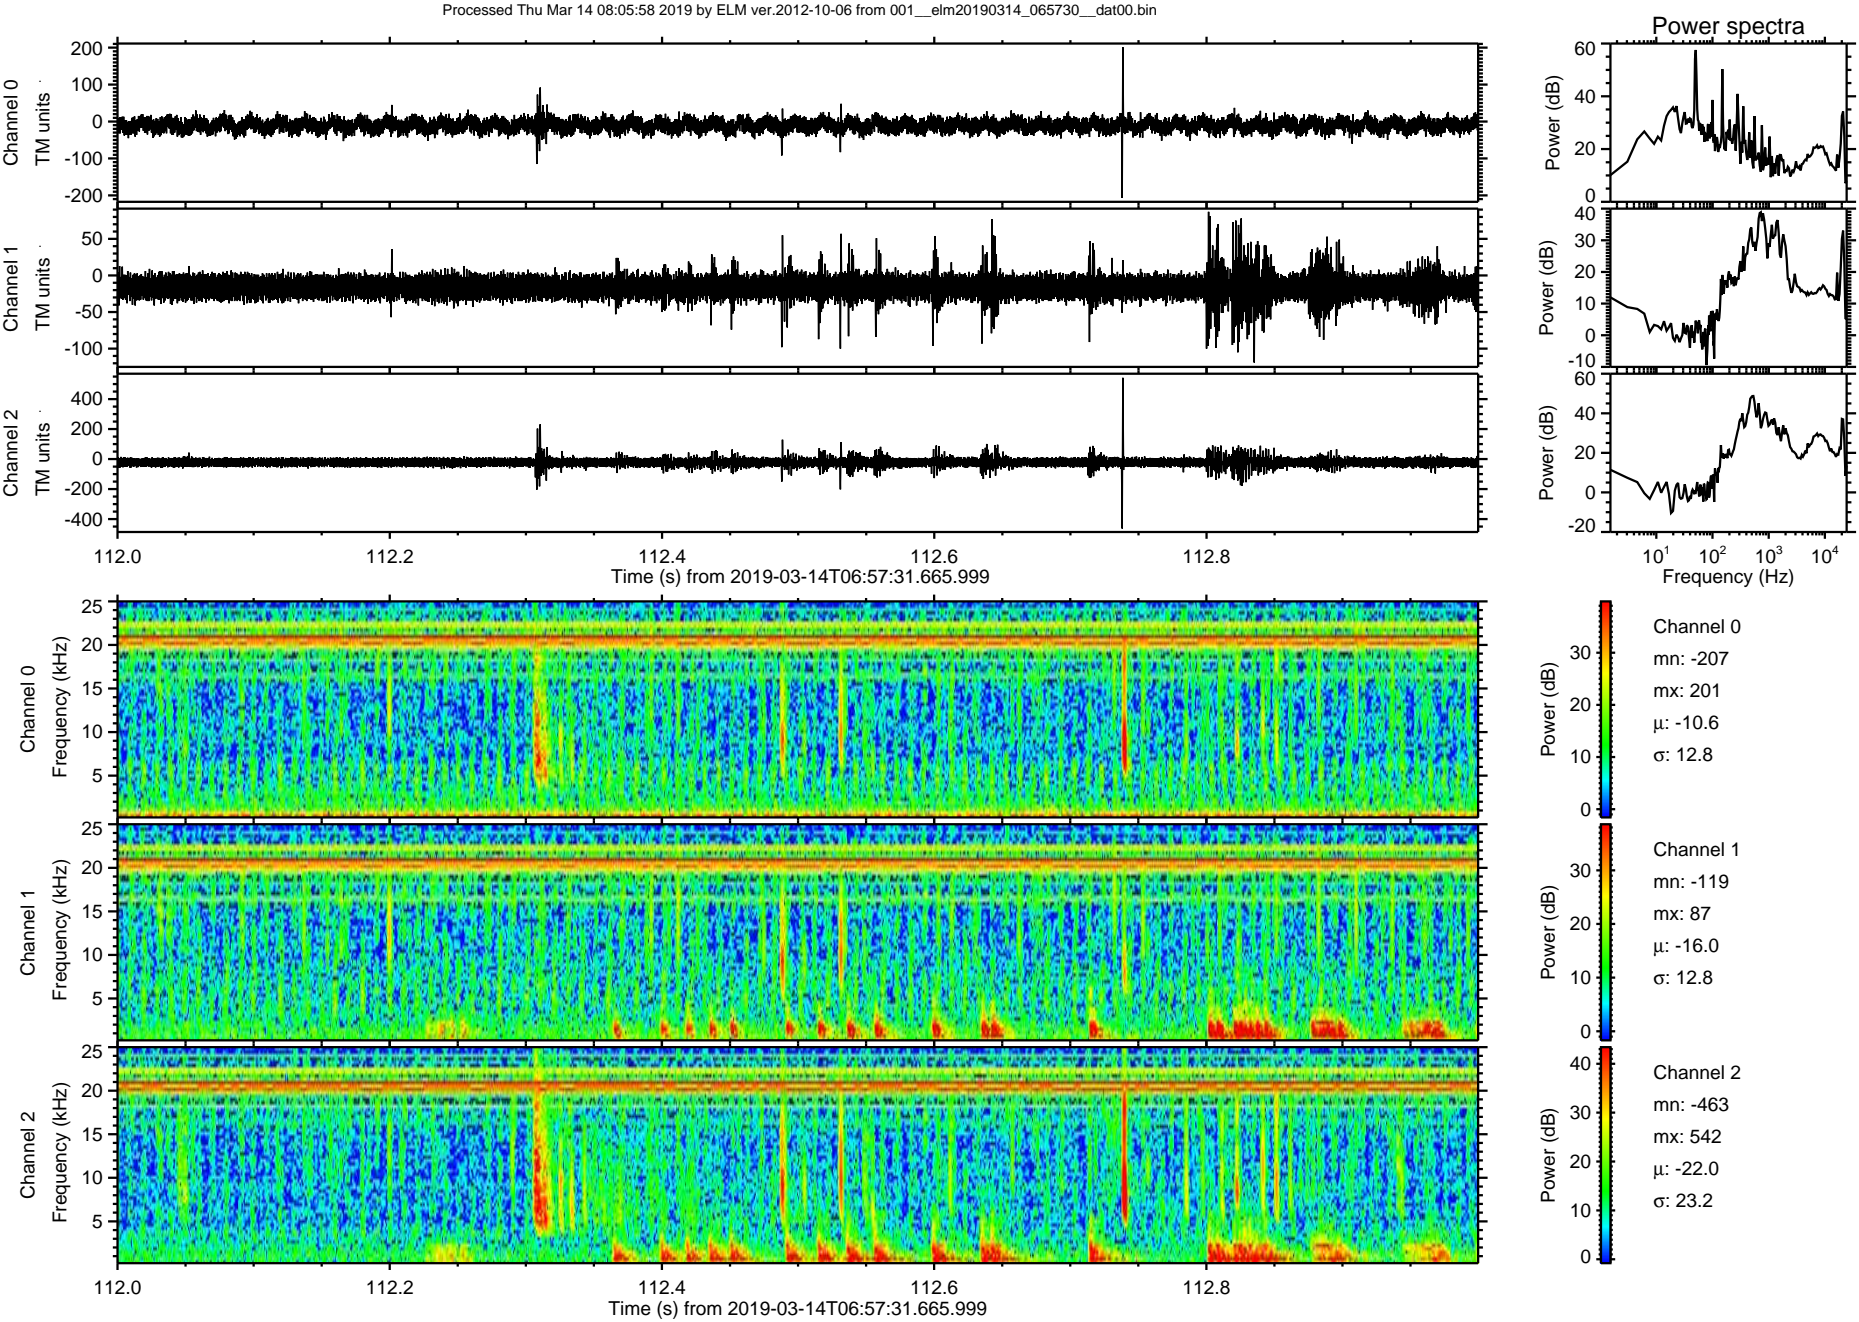 Processed Thu Mar 14 08:05:58 2019 by ELM ver.2012-10-06 from 001__elm20190314_065730__dat00.bin
Power spectra
Channel 0
TM units
200
100
0
-100
-200
Power (dB)
60
40
20
0
Channel 1
TM units
50
0
-50
-100
Power (dB)
40
30
20
10
0
-10
Channel 2
TM units
400
200
0
-200
-400
Power (dB)
60
40
20
0
-20
112.0 112.2 112.4 112.6 112.8
Time (s) from 2019-03-14T06:57:31.665.999
10¹ 10² 10³ 10⁴
Frequency (Hz)
Channel 0
Frequency (kHz)
25
20
15
10
5
Power (dB)
30
20
10
0
Channel 0
mn: -207
mx: 201
μ: -10.6
σ: 12.8
Channel 1
Frequency (kHz)
25
20
15
10
5
Power (dB)
30
20
10
0
Channel 1
mn: -119
mx: 87
μ: -16.0
σ: 12.8
Channel 2
Frequency (kHz)
25
20
15
10
5
Power (dB)
40
30
20
10
0
Channel 2
mn: -463
mx: 542
μ: -22.0
σ: 23.2
112.0 112.2 112.4 112.6 112.8
Time (s) from 2019-03-14T06:57:31.665.999